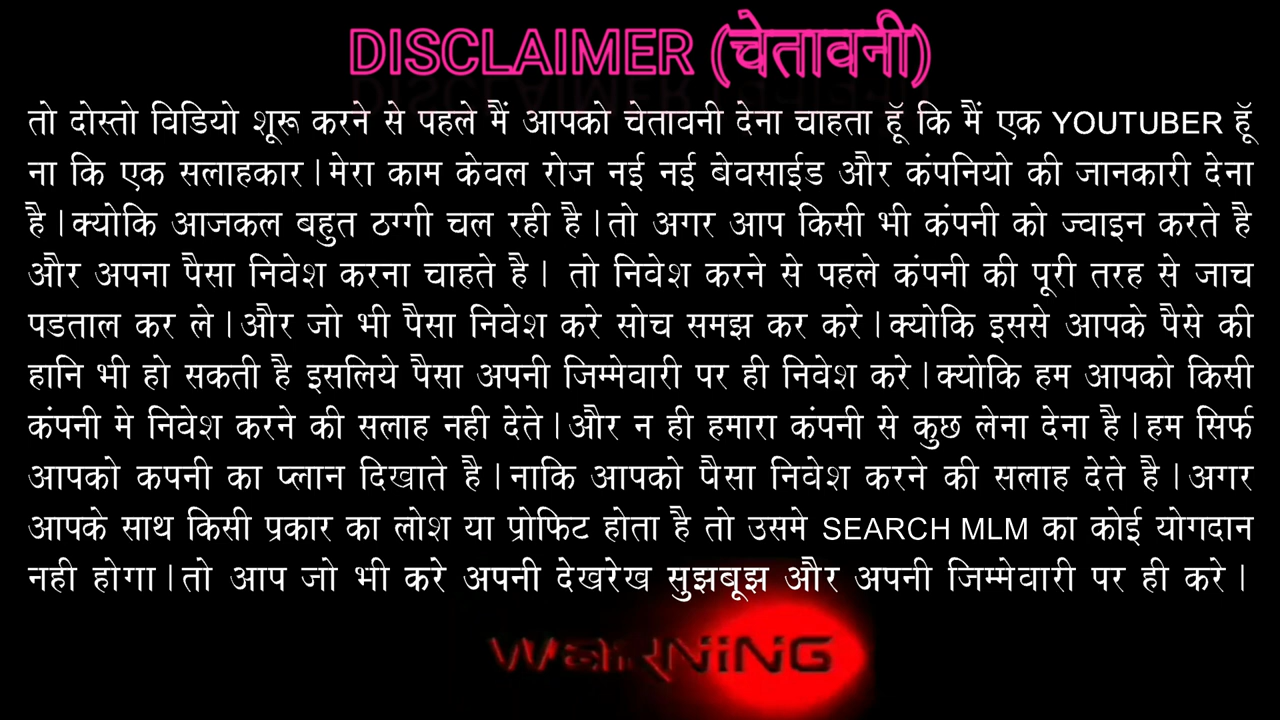 DISCLAIMER (चेतावनी)
तो दोस्तो विडियो शूरू करने से पहले मैं आपको चेतावनी देना चाहता हूॅ कि मैं एक YOUTUBER हूॅ
ना कि एक सलाहकार।मेरा काम केवल रोज नई नई बेवसाईड और कंपनियो की जानकारी देना
है।क्योकि आजकल बहुत ठग्गी चल रही है।तो अगर आप किसी भी कंपनी को ज्वाइन करते है
और अपना पैसा निवेश करना चाहते है। तो निवेश करने से पहले कंपनी की पूरी तरह से जाच
पडताल कर ले।और जो भी पैसा निवेश करे सोच समझ कर करे।क्योकि इससे आपके पैसे की
हानि भी हो सकती है इसलिये पैसा अपनी जिम्मेवारी पर ही निवेश करे।क्योकि हम आपको किसी
कंपनी मे निवेश करने की सलाह नही देते।और न ही हमारा कंपनी से कुछ लेना देना है।हम सिर्फ
आपको कपनी का प्लान दिखाते है।नाकि आपको पैसा निवेश करने की सलाह देते है।अगर
आपके साथ किसी प्रकार का लोश या प्रोफिट होता है तो उसमे SEARCH MLM का कोई योगदान
नही होगा।तो आप जो भी करे अपनी देखरेख सुझबूझ और अपनी जिम्मेवारी पर ही करे।
WaRNiNG